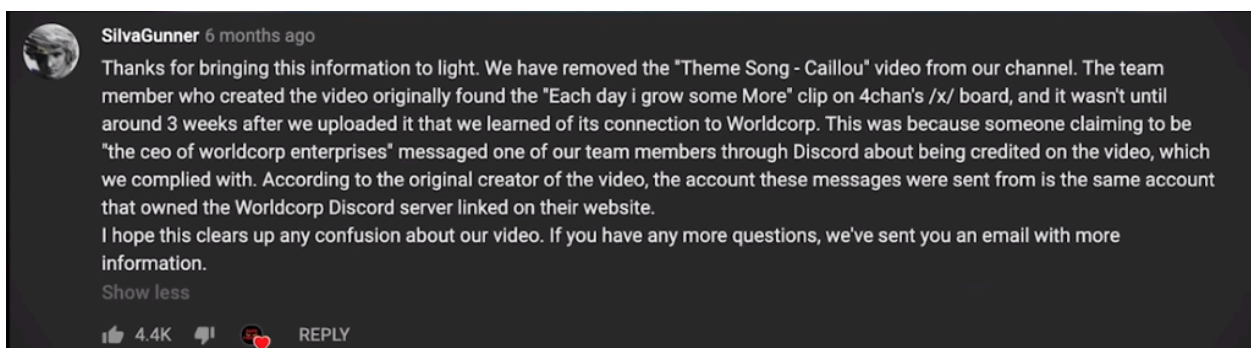 SilvaGunner 6 months ago
Thanks for bringing this information to light. We have removed the "Theme Song - Caillou" video from our channel. The team
member who created the video originally found the "Each day i grow some More" clip on 4chan's /x/ board, and it wasn't until
around 3 weeks after we uploaded it that we learned of its connection to Worldcorp. This was because someone claiming to be
"the ceo of worldcorp enterprises" messaged one of our team members through Discord about being credited on the video, which
we complied with. According to the original creator of the video, the account these messages were sent from is the same account
that owned the Worldcorp Discord server linked on their website.
I hope this clears up any confusion about our video. If you have any more questions, we've sent you an email with more
information.
Show less
4.4K REPLY